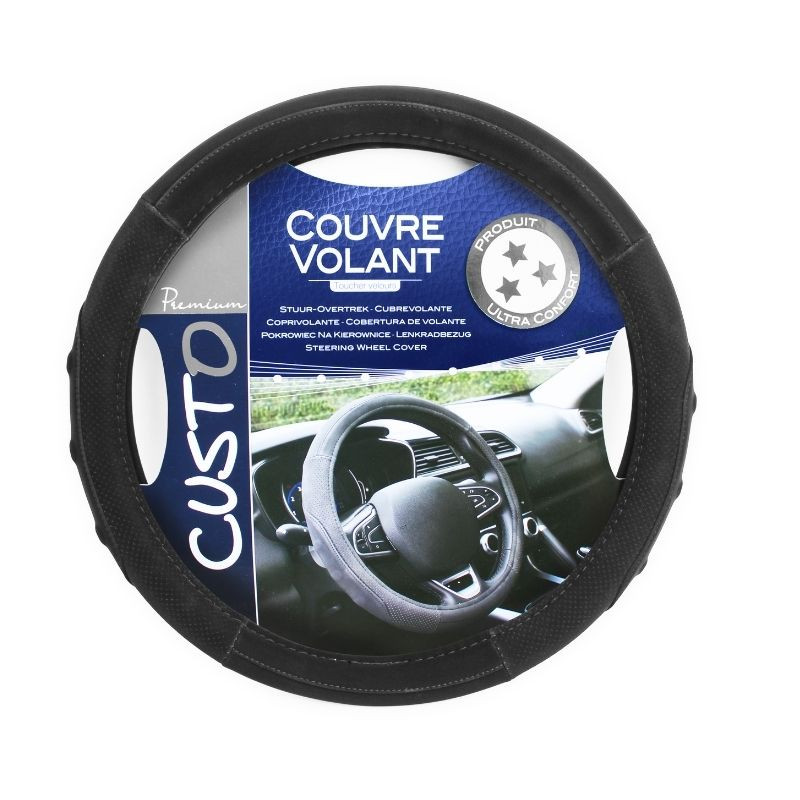 COUVRE
VOLANT
Toucher velours
STUUR-OVERTREK - CUBREVOLANTE
COPRIVOLANTE - COBERTURA DE VOLANTE
POKROWIEC NA KIEROWNICE - LENKRADBEZUG
STEERING WHEEL COVER
PRODUIT
ULTRA CONFORT
Premium
CUSTO